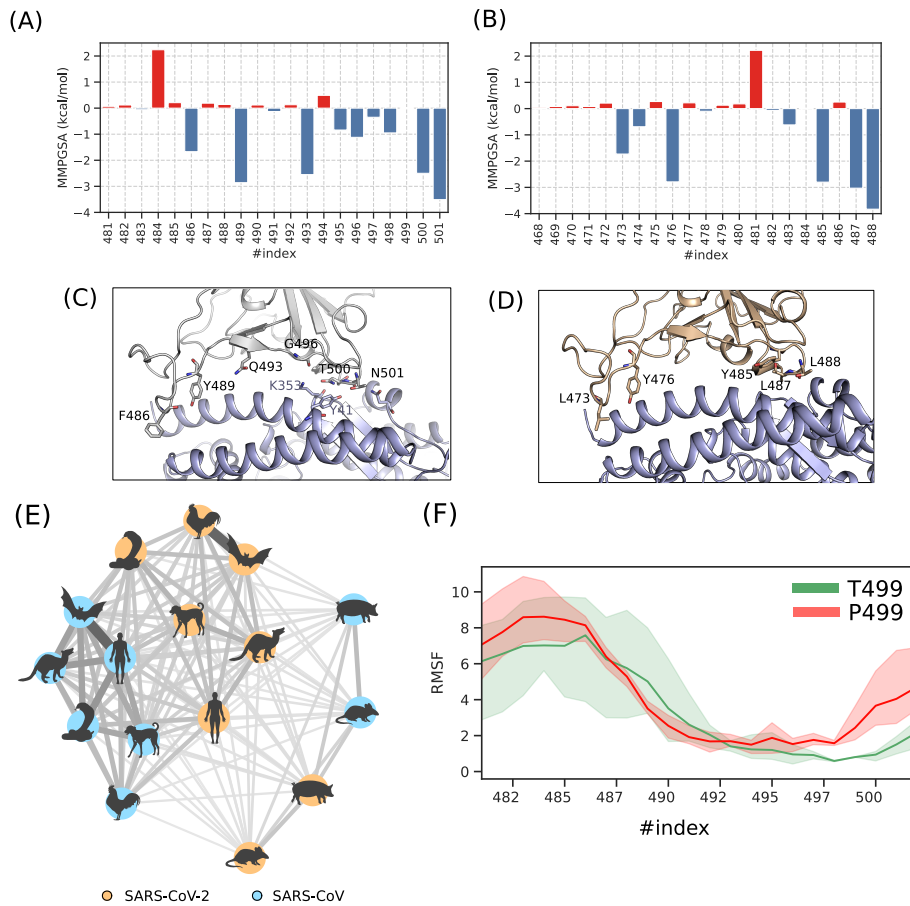 (A)
MMPGSA (kcal/mol)
2
1
0
−1
−2
−3
−4
481
482
483
484
485
486
487
488
489
490
491
492
493
494
495
496
497
498
499
500
501
#index
(B)
MMPGSA (kcal/mol)
2
1
0
−1
−2
−3
−4
468
469
470
471
472
473
474
475
476
477
478
479
480
481
482
483
484
485
486
487
488
#index
(C)
G496
Q493
T500
N501
Y489
K353
F486
Y41
(D)
L488
Y485
Y476
L487
L473
(E)
SARS-CoV-2
SARS-CoV
(F)
T499
P499
RMSF
10
8
6
4
2
0
482
485
487
490
492
495
497
500
#index